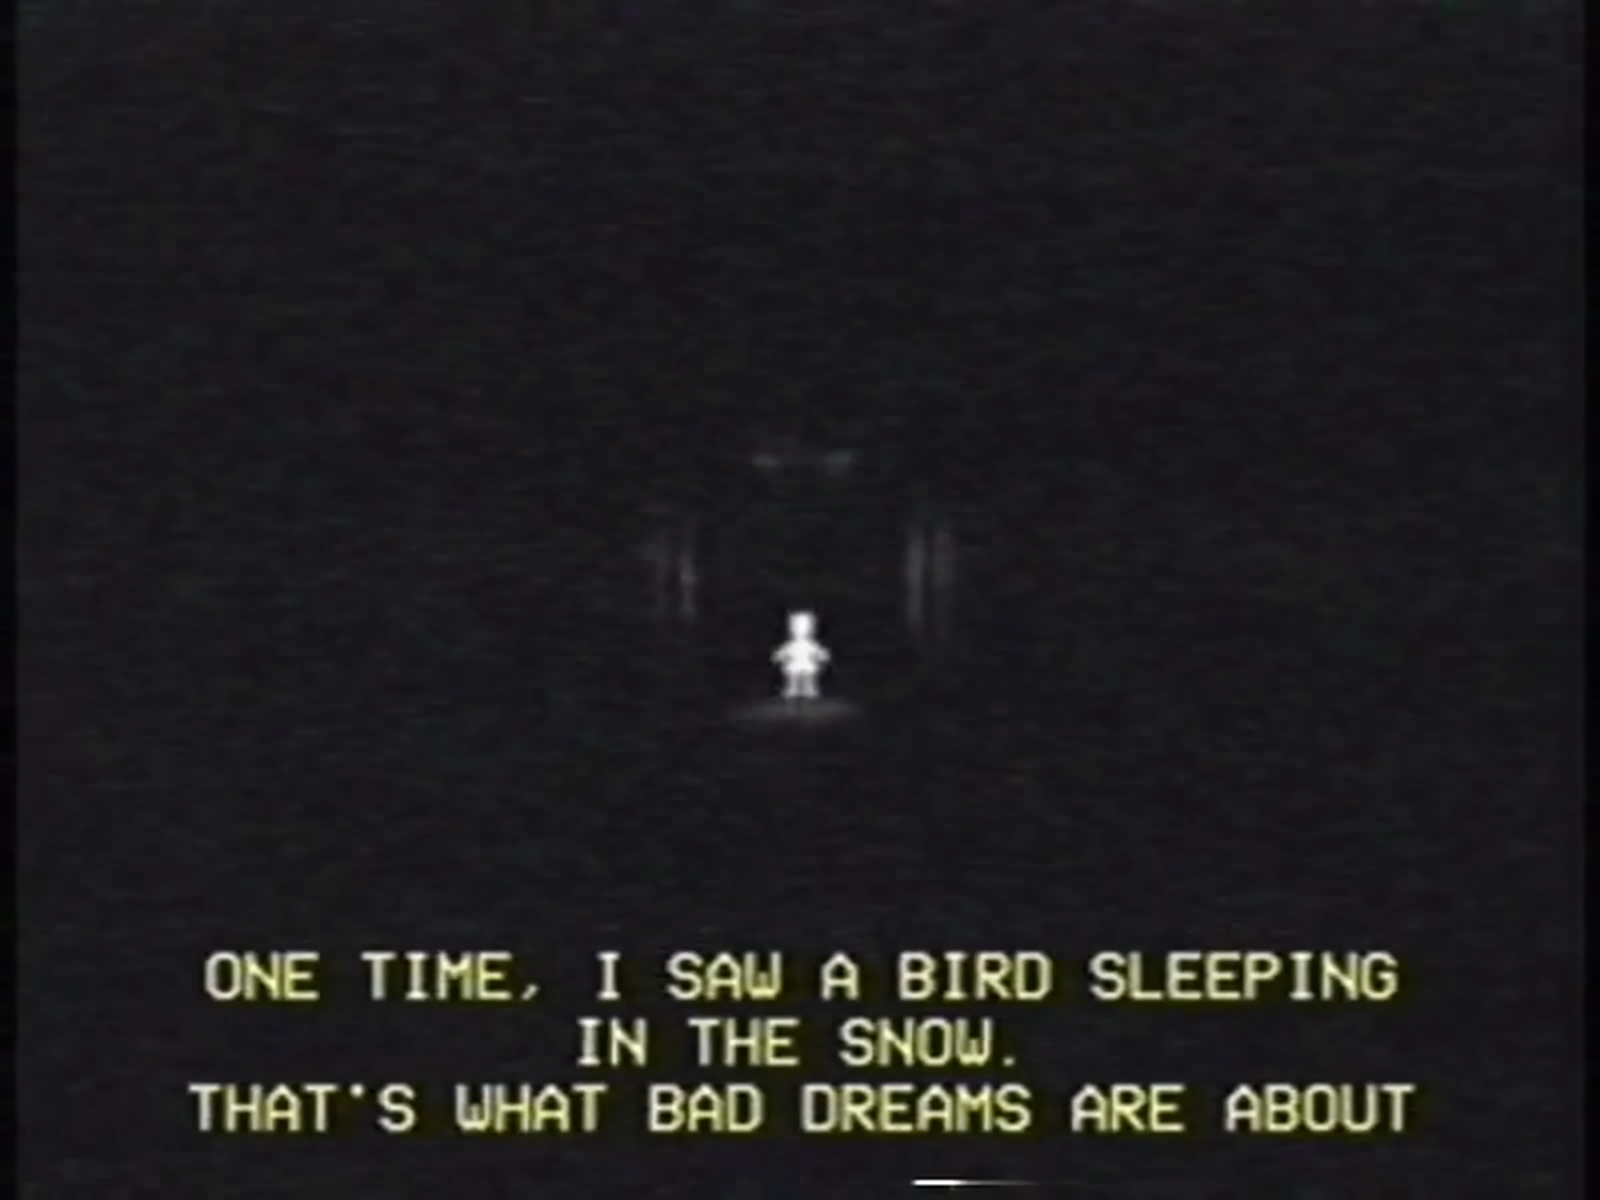 ONE TIME, I SAW A BIRD SLEEPING
IN THE SNOW.
THAT'S WHAT BAD DREAMS ARE ABOUT